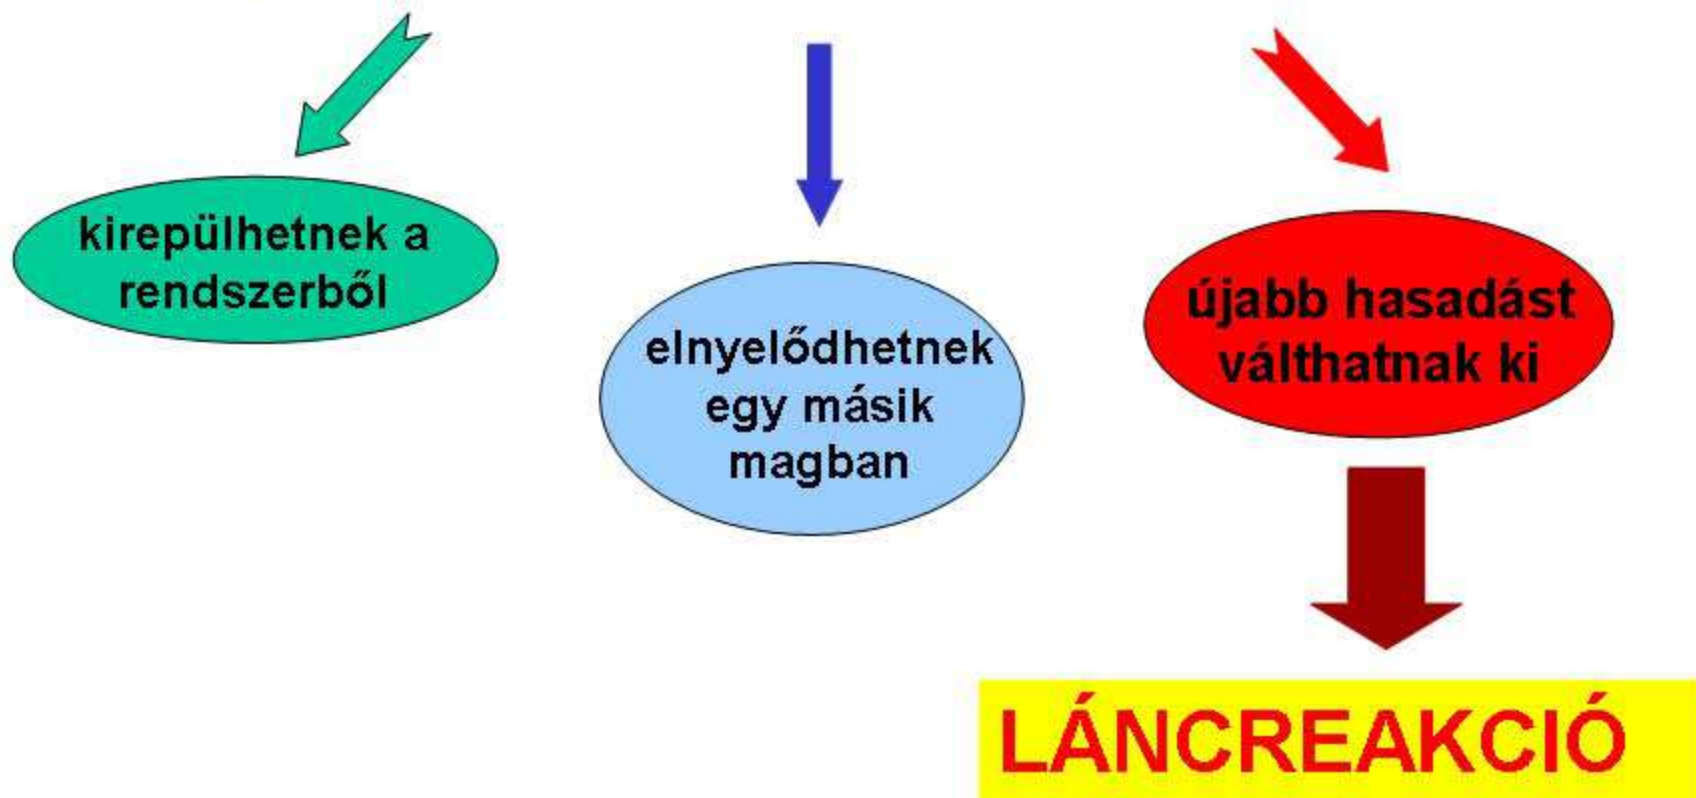 kirepülhetnek a
rendszerből
elnyelődhetnek
egy másik
magban
újabb hasadást
válthatnak ki
LÁNCREAKCIÓ